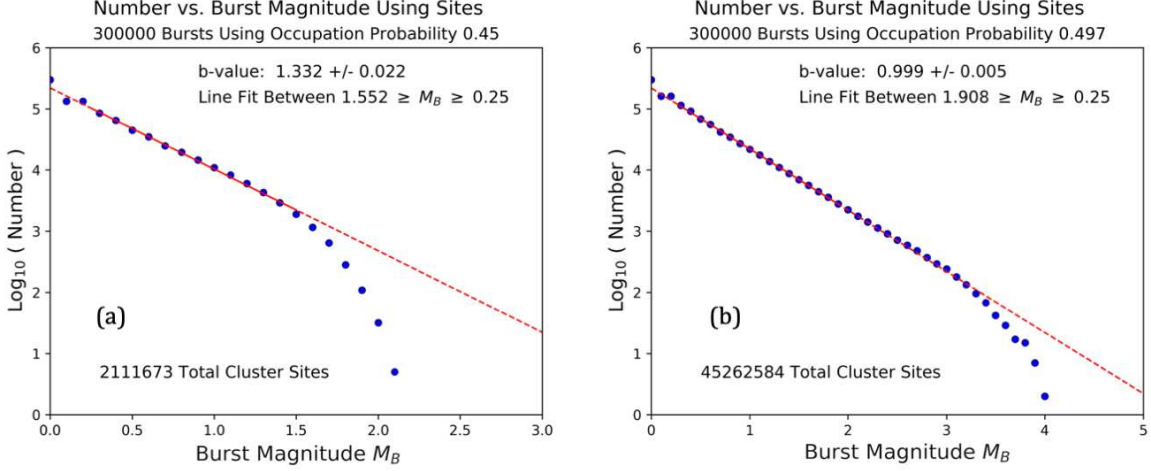 Number vs. Burst Magnitude Using Sites
300000 Bursts Using Occupation Probability 0.45
b-value: 1.332 +/- 0.022
Line Fit Between 1.552 ≥ M_B ≥ 0.25
Log₁₀ ( Number )
6
5
4
3
2
1
0
(a)
2111673 Total Cluster Sites
0.0 0.5 1.0 1.5 2.0 2.5 3.0
Burst Magnitude M_B
Number vs. Burst Magnitude Using Sites
300000 Bursts Using Occupation Probability 0.497
b-value: 0.999 +/- 0.005
Line Fit Between 1.908 ≥ M_B ≥ 0.25
Log₁₀ ( Number )
6
5
4
3
2
1
0
(b)
45262584 Total Cluster Sites
0 1 2 3 4 5
Burst Magnitude M_B